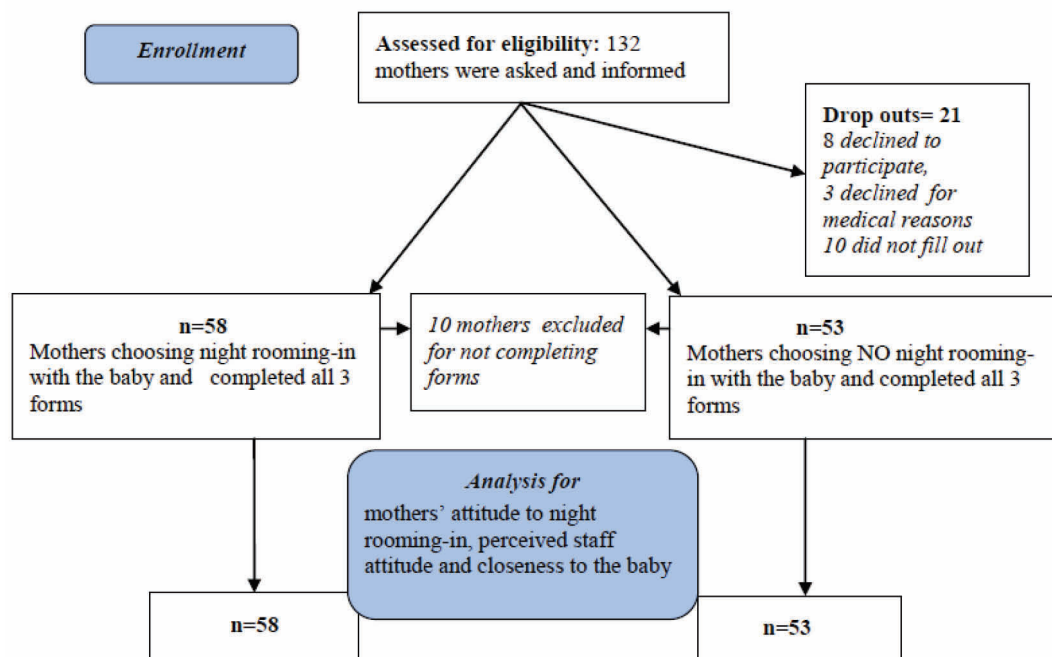 Enrollment
Assessed for eligibility: 132
mothers were asked and informed
Drop outs= 21
8 declined to
participate,
3 declined for
medical reasons
10 did not fill out
n=58
Mothers choosing night rooming-in
with the baby and completed all 3
forms
10 mothers excluded
for not completing
forms
n=53
Mothers choosing NO night rooming-
in with the baby and completed all 3
forms
Analysis for
mothers’ attitude to night
rooming-in, perceived staff
attitude and closeness to the baby
n=58
n=53